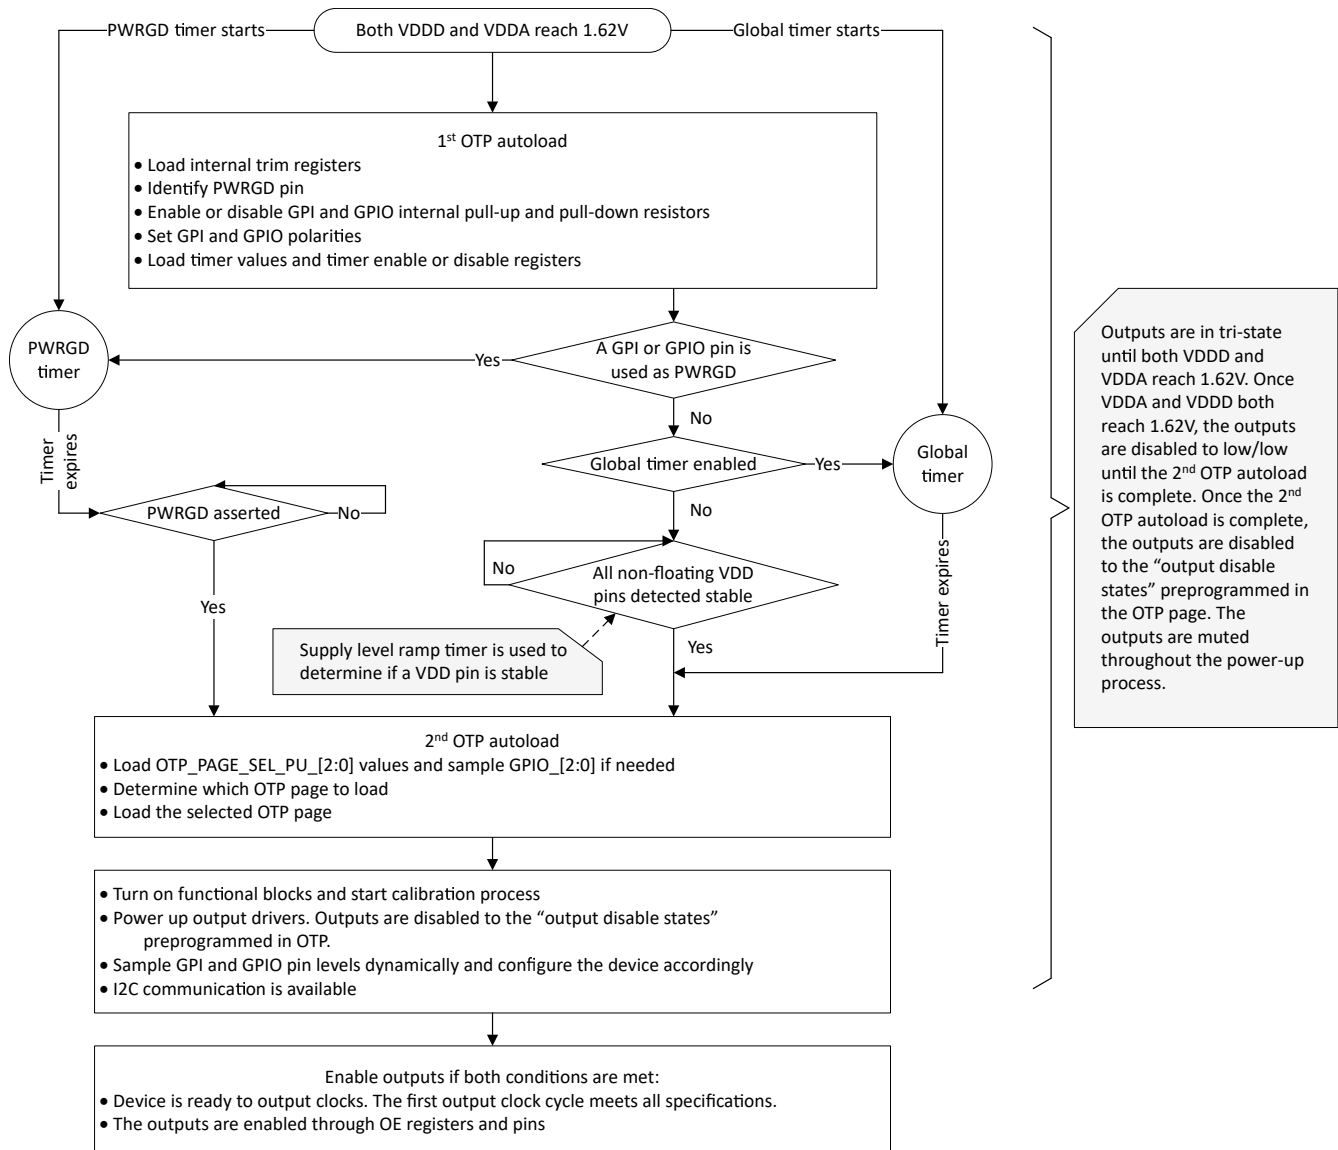 PWRGD timer starts
Both VDDD and VDDA reach 1.62V
Global timer starts
1st OTP autoload
• Load internal trim registers
• Identify PWRGD pin
• Enable or disable GPI and GPIO internal pull-up and pull-down resistors
• Set GPI and GPIO polarities
• Load timer values and timer enable or disable registers
PWRGD
timer
Yes
A GPI or GPIO pin is
used as PWRGD
No
Timer
expires
Global timer enabled
Yes
Global
timer
PWRGD asserted
No
No
No
All non-floating VDD
pins detected stable
Timer expires
Yes
Supply level ramp timer is used to
determine if a VDD pin is stable
Yes
2nd OTP autoload
• Load OTP_PAGE_SEL_PU_[2:0] values and sample GPIO_[2:0] if needed
• Determine which OTP page to load
• Load the selected OTP page
• Turn on functional blocks and start calibration process
• Power up output drivers. Outputs are disabled to the “output disable states”
preprogrammed in OTP.
• Sample GPI and GPIO pin levels dynamically and configure the device accordingly
• I2C communication is available
Enable outputs if both conditions are met:
• Device is ready to output clocks. The first output clock cycle meets all specifications.
• The outputs are enabled through OE registers and pins
Outputs are in tri-state
until both VDDD and
VDDA reach 1.62V. Once
VDDA and VDDD both
reach 1.62V, the outputs
are disabled to low/low
until the 2nd OTP autoload
is complete. Once the 2nd
OTP autoload is complete,
the outputs are disabled
to the “output disable
states” preprogrammed in
in the OTP page. The
outputs are muted
throughout the power-up
process.